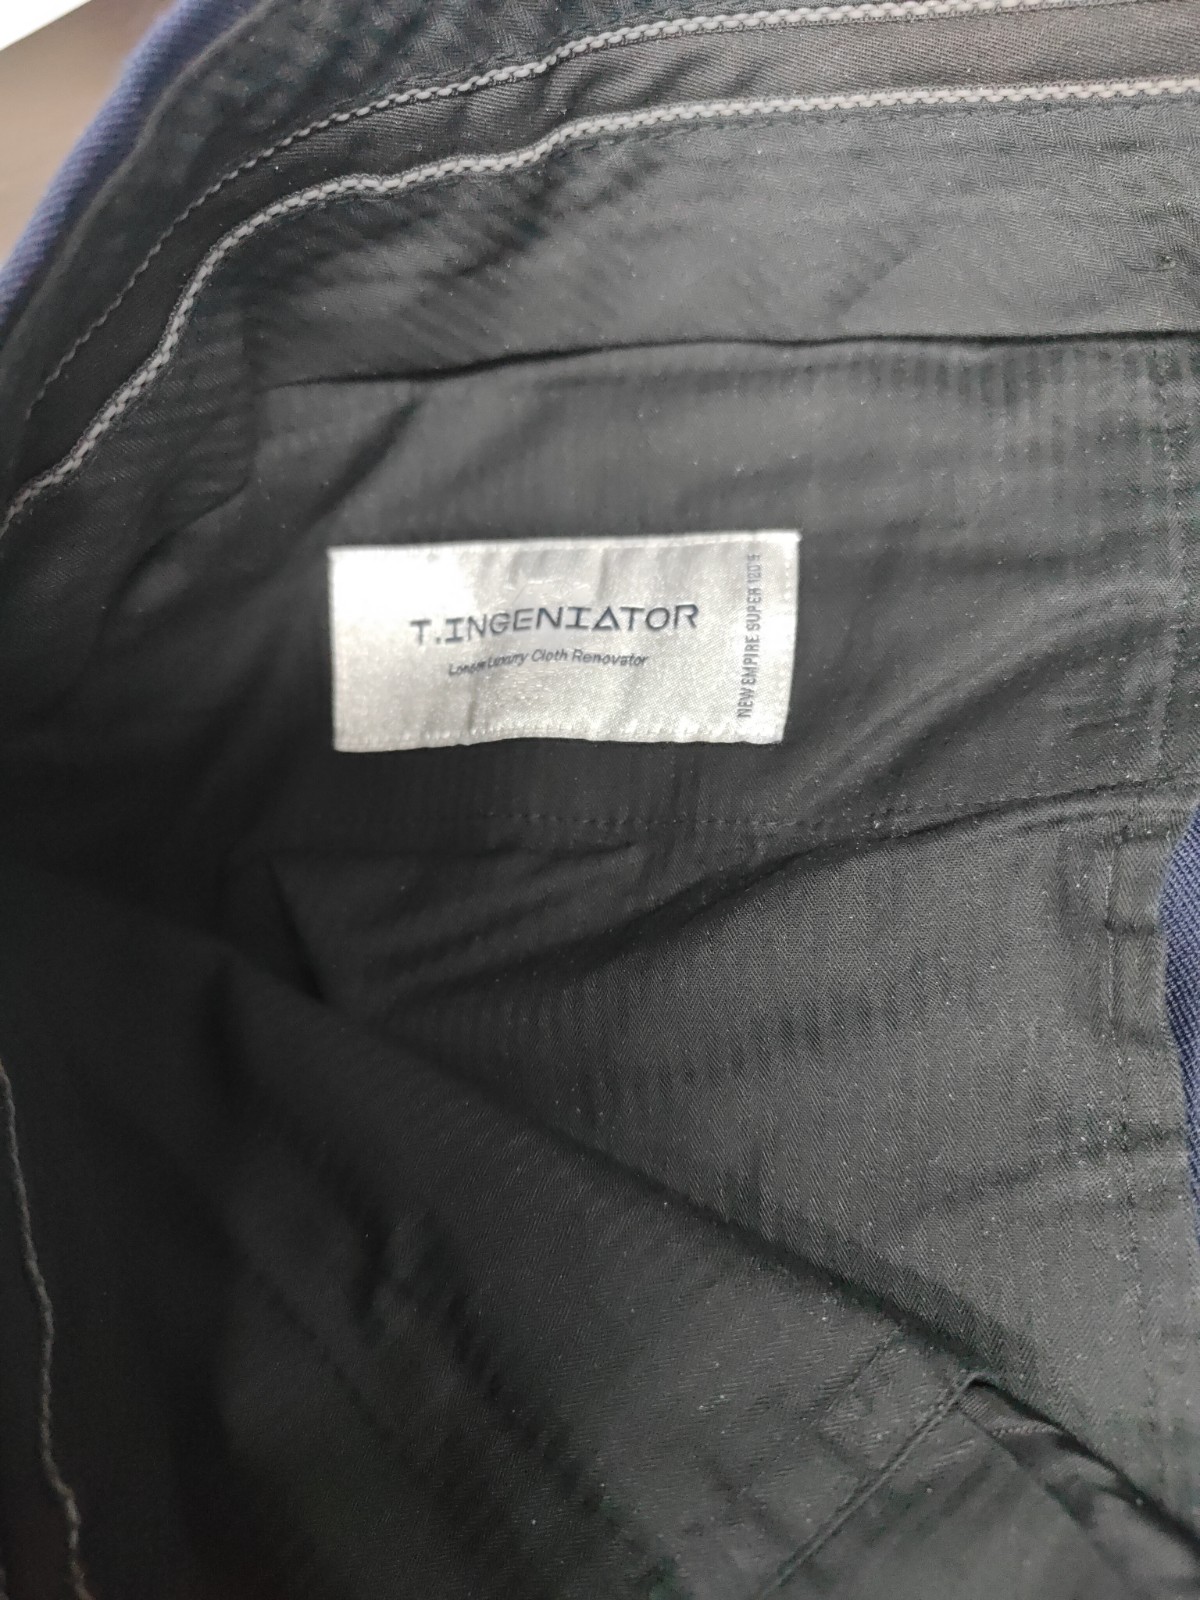 T.INGENIATOR
London Luxury Cloth Renovator
NEW EMPIRE SUPER 120'S